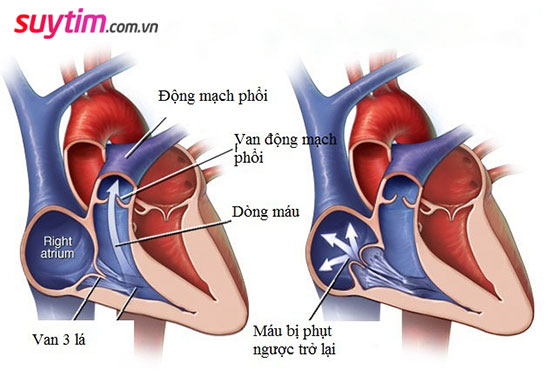 suytim.com.vn
Động mạch phổi
Van động mạch
phổi
Dòng máu
Right
atrium
Van 3 lá
Máu bị phụt
ngược trở lại